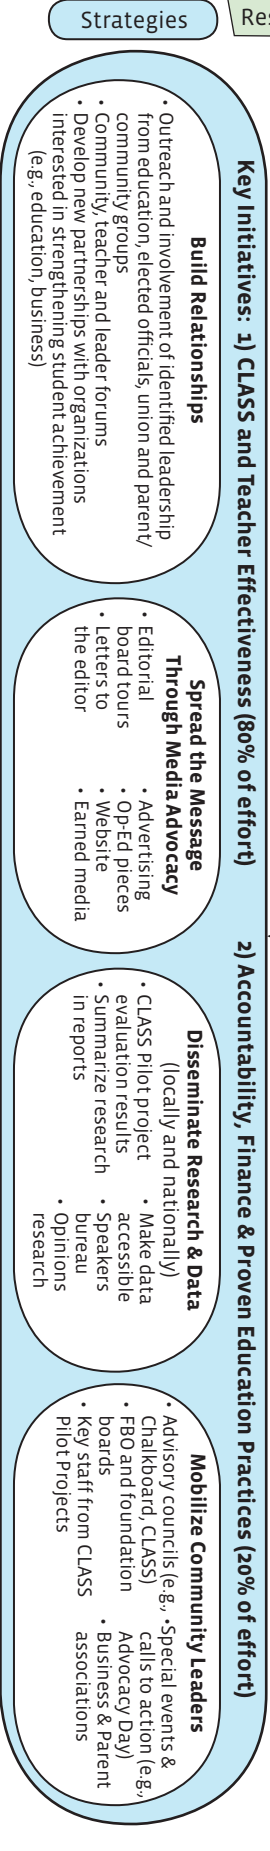 Strategies
Res
Key Initiatives: 1) CLASS and Teacher Effectiveness (80% of effort) 2) Accountability, Finance & Proven Education Practices (20% of effort)
Build Relationships
• Outreach and involvement of identified leadership
from education, elected officials, union and parent/
community groups
• Community, teacher and leader forums
• Develop new partnerships with organizations
interested in strengthening student achievement
(e.g., education, business)
Spread the Message
Through Media Advocacy
• Editorial
board tours
• Letters to
the editor
• Advertising
• Op-Ed pieces
• Website
• Earned media
Disseminate Research & Data
(locally and nationally)
• CLASS Pilot project
evaluation results
• Summarize research
in reports
• Make data
accessible
• Speakers
bureau
• Opinions
research
Mobilize Community Leaders
• Advisory councils (e.g.,
Chalkboard, CLASS)
• FBO and foundation
boards
• Key staff from CLASS
Pilot Projects
•Special events &
calls to action (e.g.,
Advocacy Day)
• Business & Parent
associations